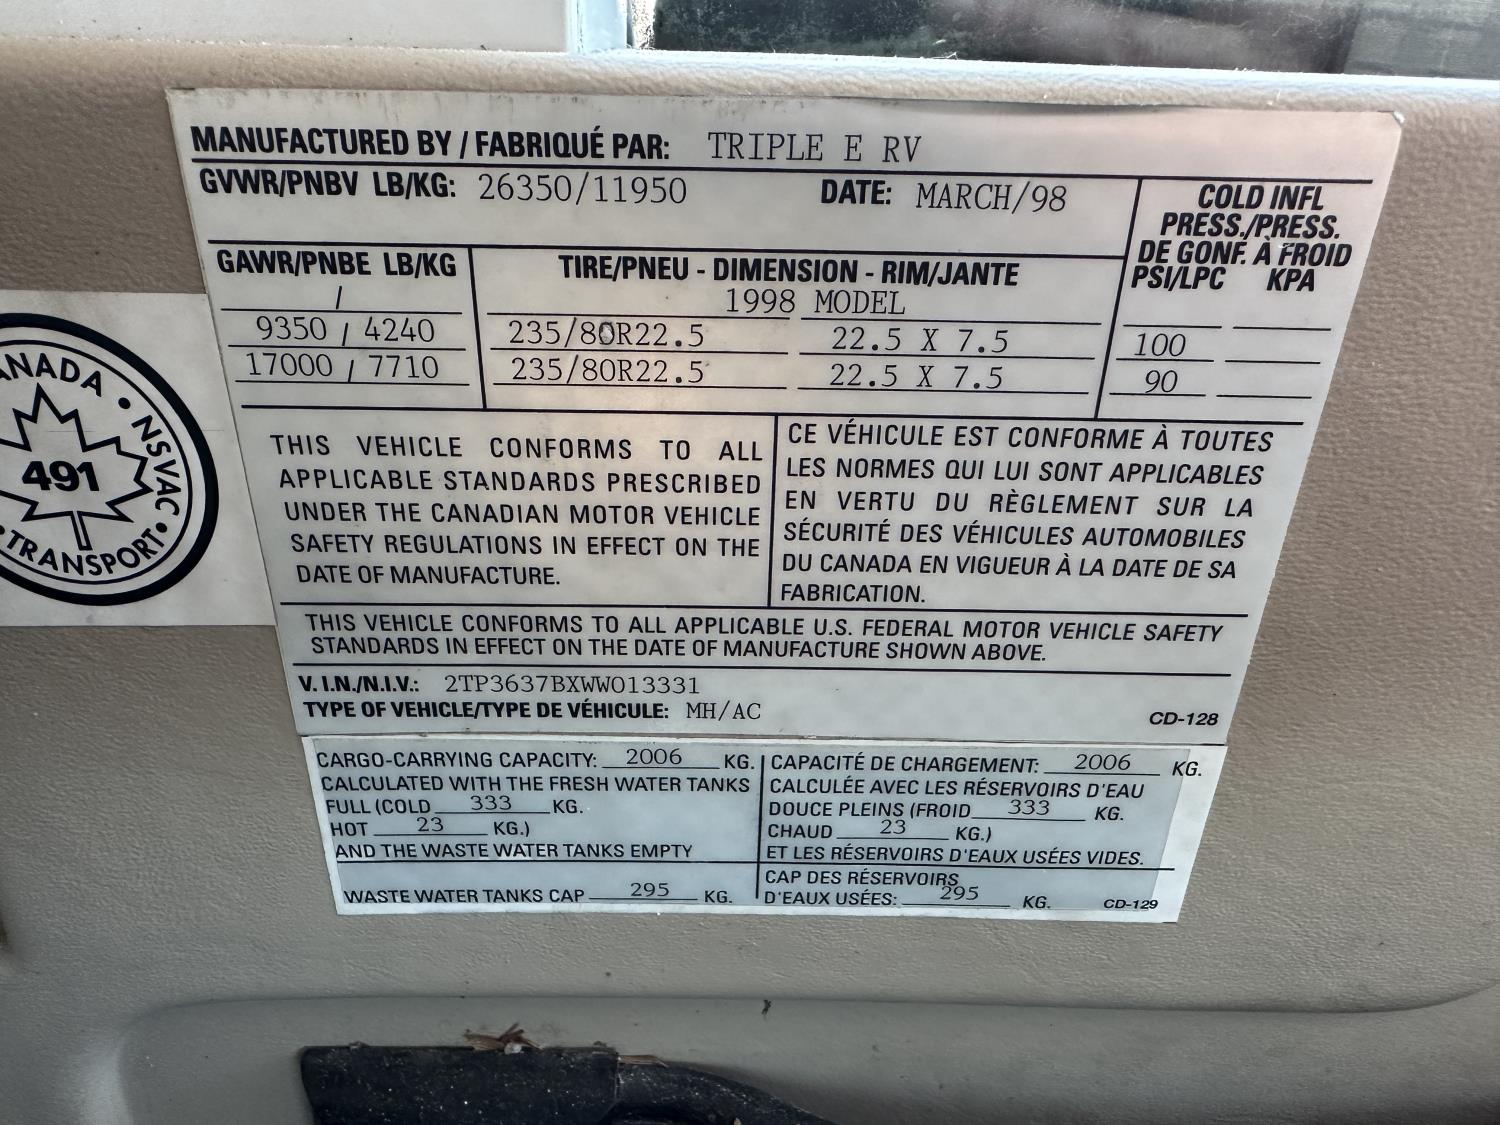 MANUFACTURED BY / FABRIQUÉ PAR: TRIPLE E RV
GVWR/PNBV LB/KG: 26350/11950 DATE: MARCH/98
COLD INFL
PRESS./PRESS.
DE GONF. À FROID
PSI/LPC KPA
GAWR/PNBE LB/KG TIRE/PNEU - DIMENSION - RIM/JANTE
/ 1998 MODEL
9350 / 4240 235/80R22.5 22.5 X 7.5 100
17000 / 7710 235/80R22.5 22.5 X 7.5 90
THIS VEHICLE CONFORMS TO ALL
APPLICABLE STANDARDS PRESCRIBED
UNDER THE CANADIAN MOTOR VEHICLE
SAFETY REGULATIONS IN EFFECT ON THE
DATE OF MANUFACTURE.
CE VÉHICULE EST CONFORME À TOUTES
LES NORMES QUI LUI SONT APPLICABLES
EN VERTU DU RÈGLEMENT SUR LA
SÉCURITÉ DES VÉHICULES AUTOMOBILES
DU CANADA EN VIGUEUR À LA DATE DE SA
FABRICATION.
THIS VEHICLE CONFORMS TO ALL APPLICABLE U.S. FEDERAL MOTOR VEHICLE SAFETY
STANDARDS IN EFFECT ON THE DATE OF MANUFACTURE SHOWN ABOVE.
V.I.N./N.I.V.: 2TP3637BXWW013331
TYPE OF VEHICLE/TYPE DE VÉHICULE: MH/AC CD-128
CARGO-CARRYING CAPACITY: 2006 KG.
CALCULATED WITH THE FRESH WATER TANKS
FULL (COLD 333 KG.
HOT 23 KG.)
AND THE WASTE WATER TANKS EMPTY
WASTE WATER TANKS CAP 295 KG.
CAPACITÉ DE CHARGEMENT: 2006 KG.
CALCULÉE AVEC LES RÉSERVOIRS D'EAU
DOUCE PLEINS (FROID 333 KG.
CHAUD 23 KG.)
ET LES RÉSERVOIRS D'EAUX USÉES VIDES.
CAP DES RÉSERVOIRS
D'EAUX USÉES: 295 KG. CD-129
CANADA • NSVAC •
491
• TRANSPORT •